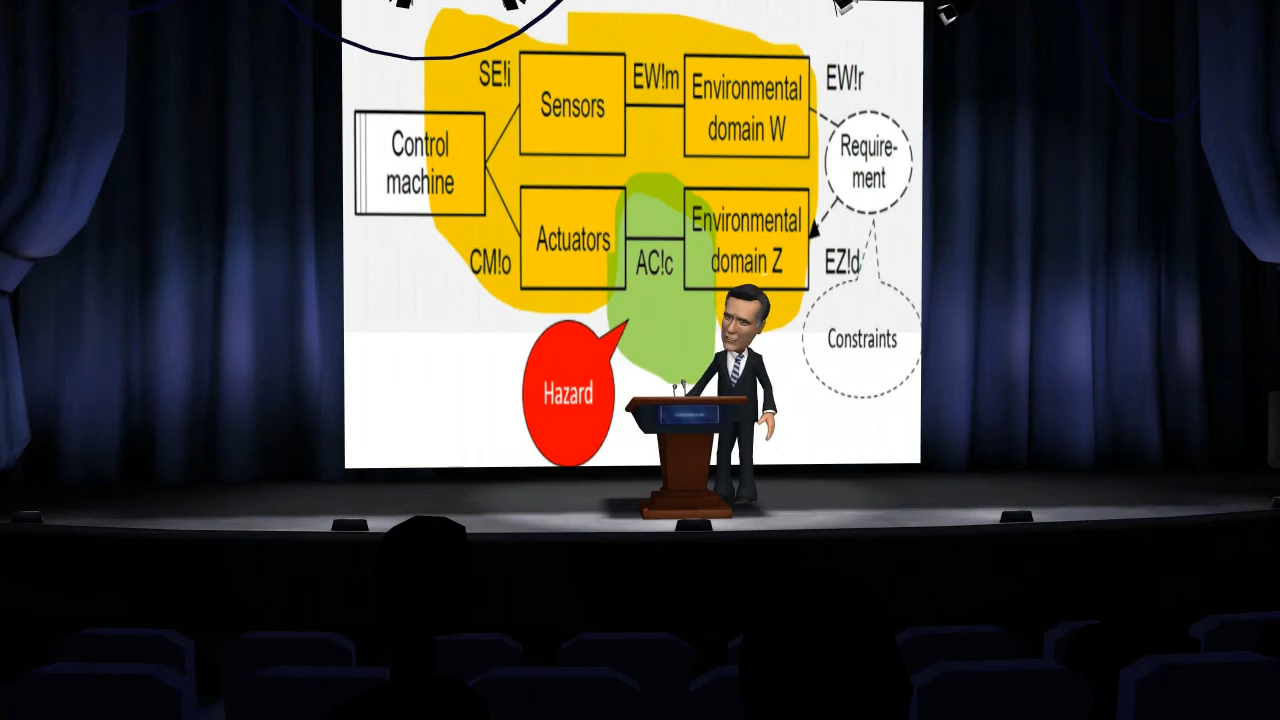 SE!i
Sensors
EW!m
Environmental
domain W
EW!r
Control
machine
Require-
ment
CM!o
Actuators
AC!c
Environmental
domain Z
EZ!d
Hazard
Constraints